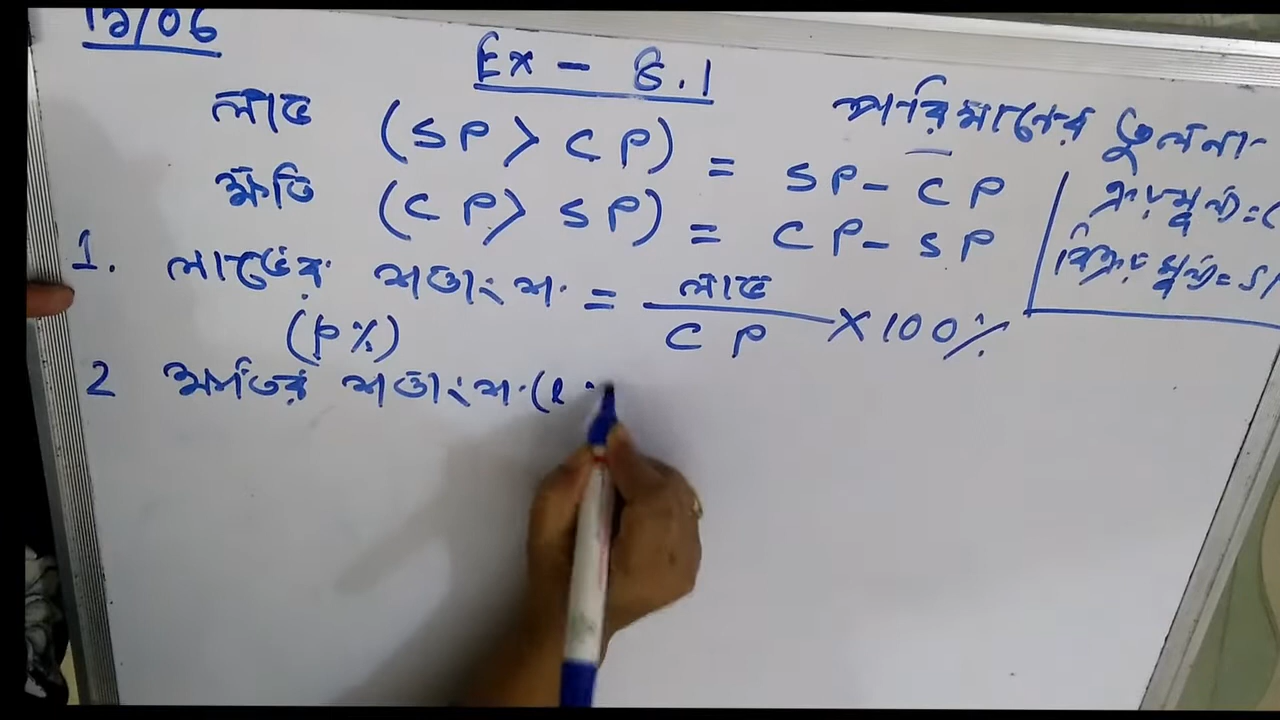 12/06
Ex - 8.1
পরিমাণের তুলনা
লাভ (SP > CP) = SP - CP
ক্ষতি (CP > SP) = CP - SP
ক্রয়মূল্য = C
বিক্রয় মূল্য = S
1. লাভের শতাংশ = লাভ / CP × 100%
(P%)
2 ক্ষতির শতাংশ (L